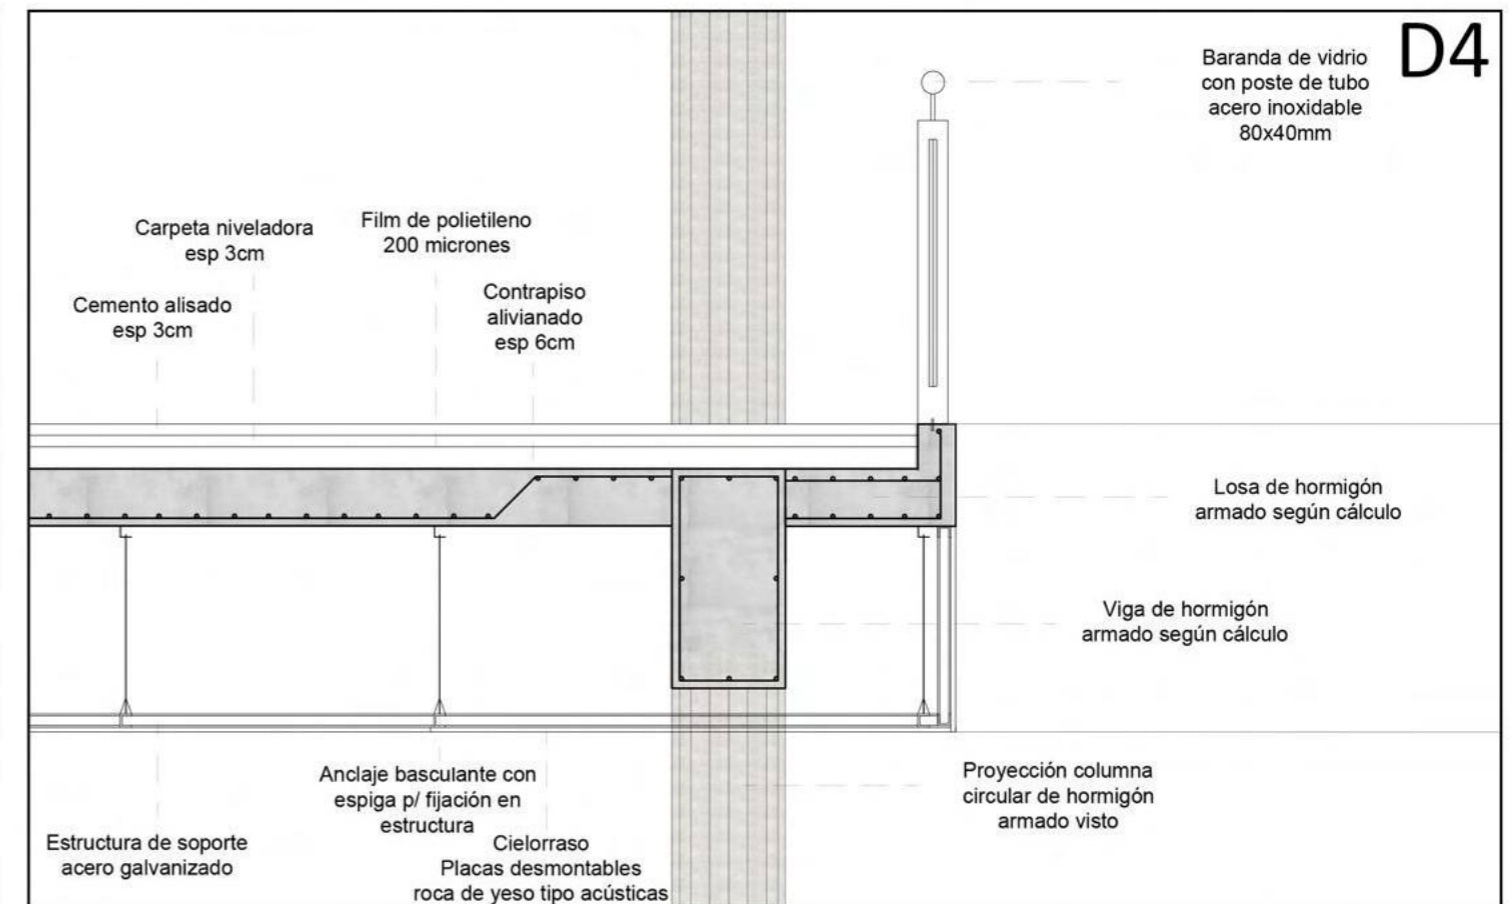 D4
Baranda de vidrio
con poste de tubo
acero inoxidable
80x40mm
Carpeta niveladora
esp 3cm
Film de polietileno
200 micrones
Cemento alisado
esp 3cm
Contrapiso
alivianado
esp 6cm
Losa de hormigón
armado según cálculo
Viga de hormigón
armado según cálculo
Anclaje basculante con
espiga p/ fijación en
estructura
Proyección columna
circular de hormigón
armado visto
Estructura de soporte
acero galvanizado
Cielorraso
Placas desmontables
roca de yeso tipo acústicas